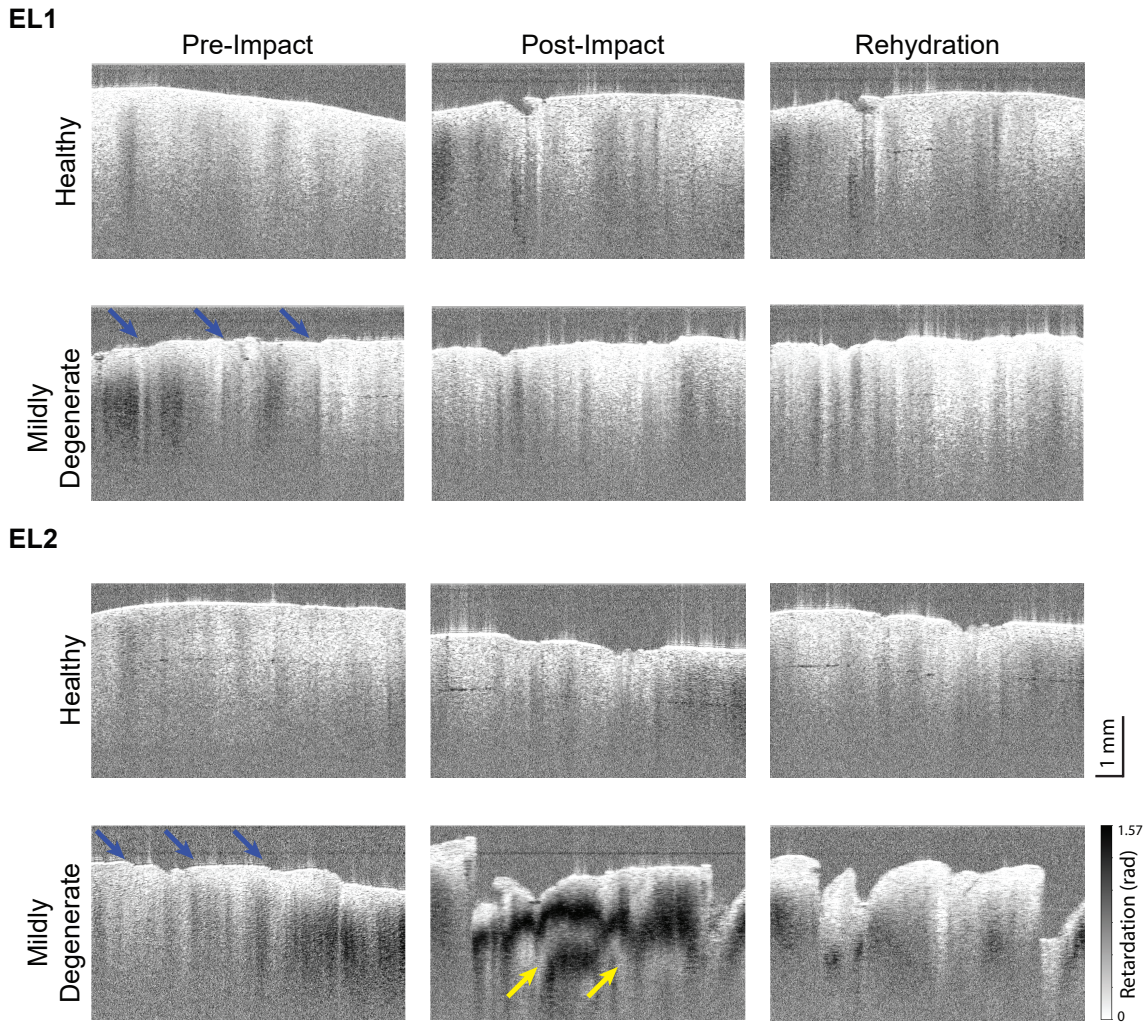 EL1
Pre-Impact Post-Impact Rehydration
Healthy
Mildly
Degenerate
EL2
Healthy
1 mm
Mildly
Degenerate
1.57
Retardation (rad)
0